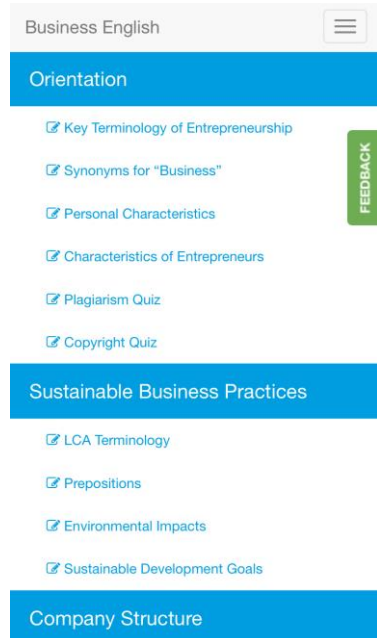 Business English
Orientation
Key Terminology of Entrepreneurship
Synonyms for “Business”
FEEDBACK
Personal Characteristics
Characteristics of Entrepreneurs
Plagiarism Quiz
Copyright Quiz
Sustainable Business Practices
LCA Terminology
Prepositions
Environmental Impacts
Sustainable Development Goals
Company Structure